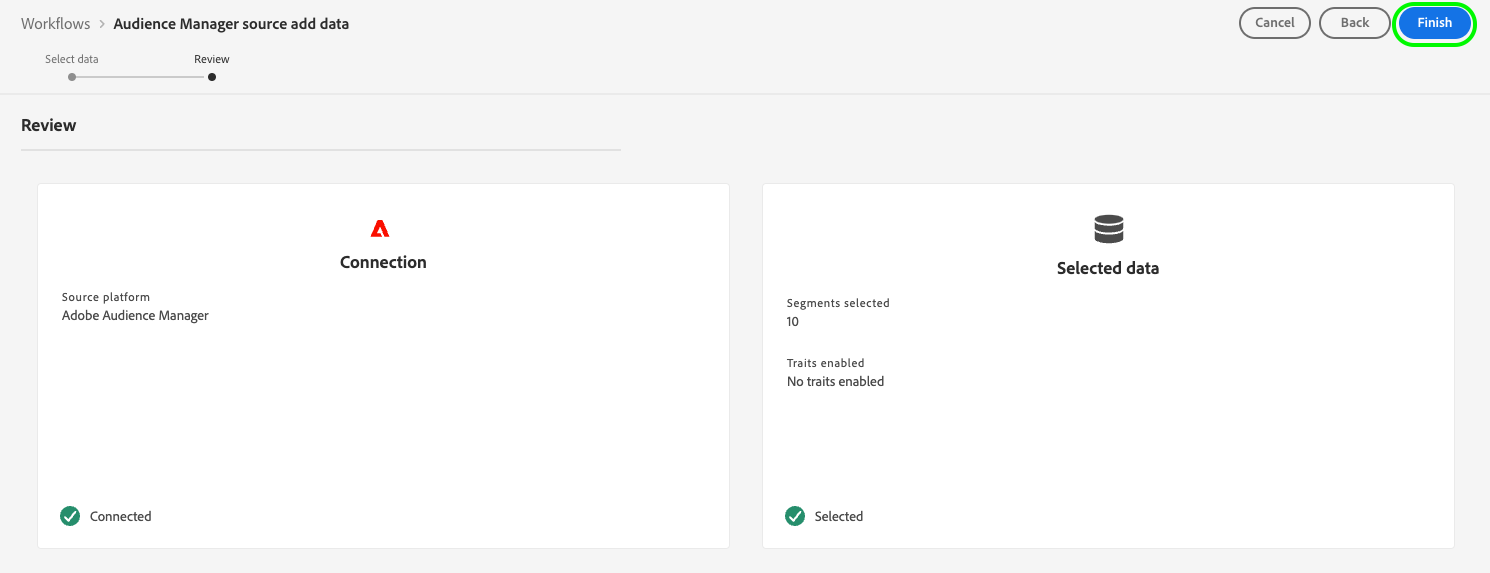 Workflows > Audience Manager source add data
Cancel
Back
Finish
Select data
Review
Review
Connection
Source platform
Adobe Audience Manager
Connected
Selected data
Segments selected
10
Traits enabled
No traits enabled
Selected